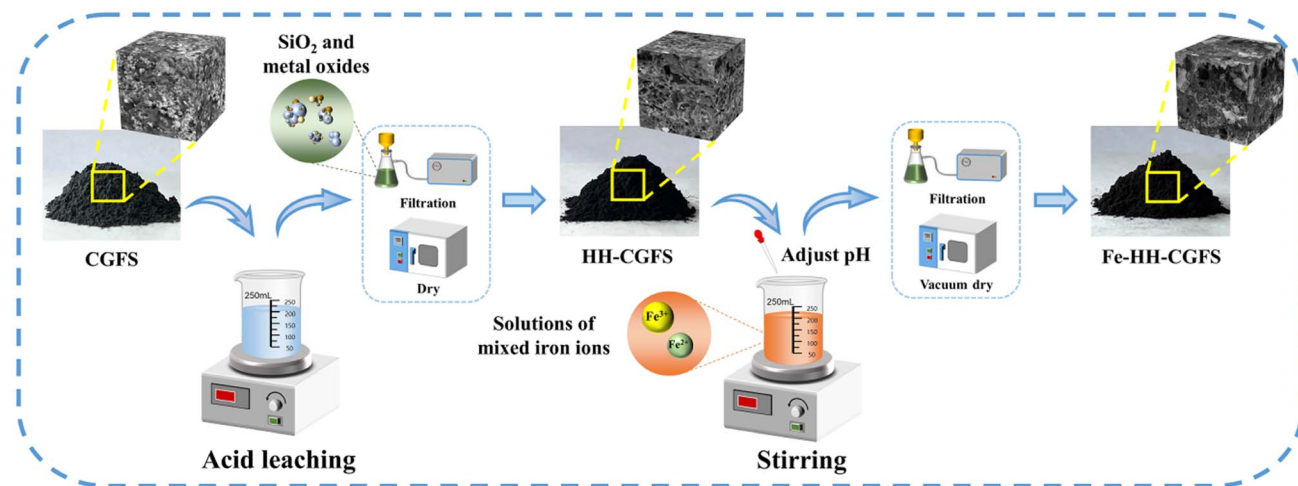 SiO₂ and
metal oxides
CGFS
250mL
250
200
150
100
50
Acid leaching
Filtration
Dry
HH-CGFS
Solutions of
mixed iron ions
Fe³⁺
Fe²⁺
Adjust pH
250mL
250
200
150
100
50
Stirring
Filtration
Vacuum dry
Fe-HH-CGFS